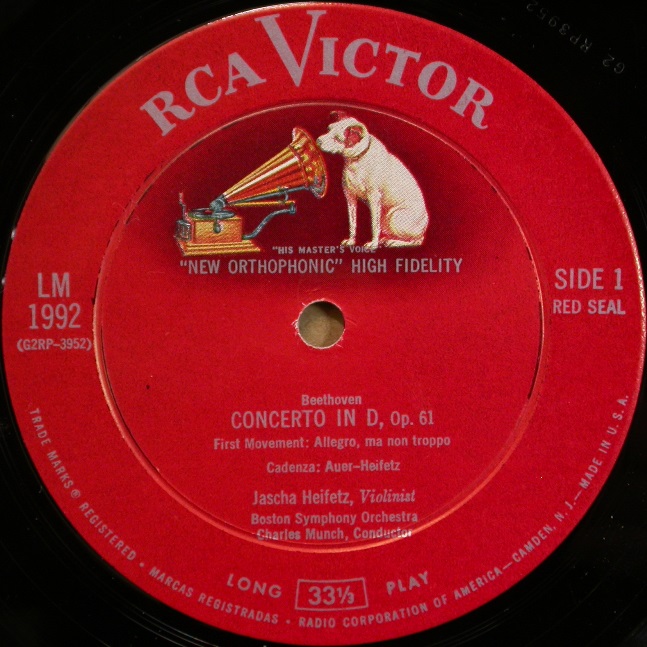 G2 RP3952
RCA VICTOR
"HIS MASTER'S VOICE"
"NEW ORTHOPHONIC" HIGH FIDELITY
LM
1992
(G2RP-3952)
SIDE 1
RED SEAL
Beethoven
CONCERTO IN D, Op. 61
First Movement: Allegro, ma non troppo
Cadenza: Auer-Heifetz
Jascha Heifetz, Violinist
Boston Symphony Orchestra
Charles Munch, Conductor
LONG 33⅓ PLAY
TRADE MARKS ® REGISTERED • MARCAS REGISTRADAS • RADIO CORPORATION OF AMERICA—CAMDEN, N. J.—MADE IN U. S. A.